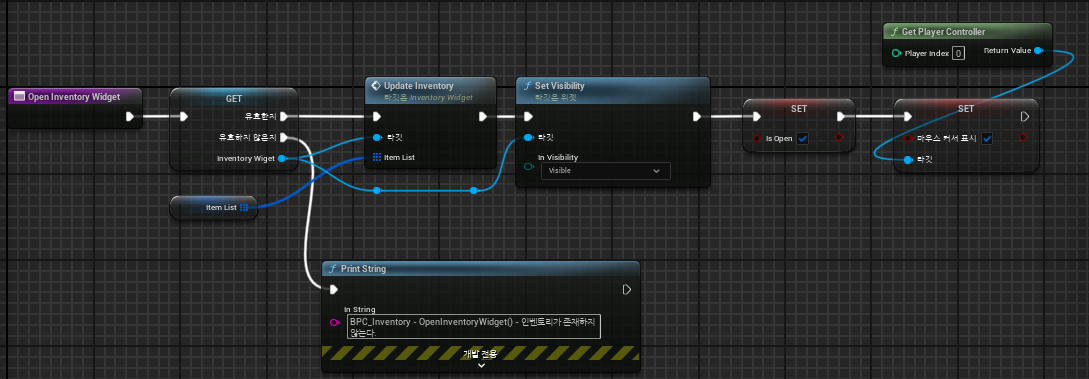 Get Player Controller
Player Index 0
Return Value
Open Inventory Widget
GET
유효한지
유효하지 않은지
Inventory Wiget
Update Inventory
타깃은 Inventory Widget
타깃
Item List
Set Visibility
타깃은 위젯
타깃
In Visibility
Visible
SET
Is Open
SET
마우스 커서 표시
타깃
Item List
Print String
In String
BPC_Inventory - OpenInventoryWidget() - 인벤토리가 존재하지
않는다.
개발 전용